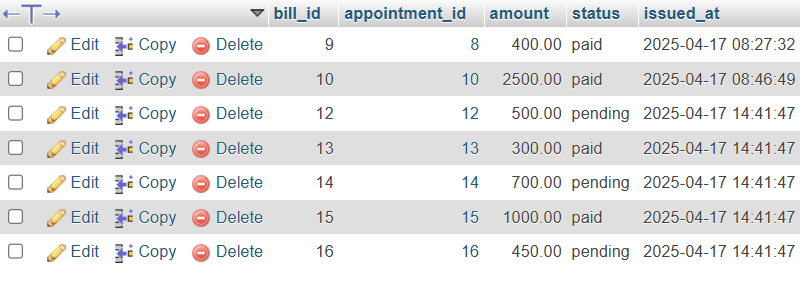 bill_id appointment_id amount status issued_at
Edit Copy Delete 9 8 400.00 paid 2025-04-17 08:27:32
Edit Copy Delete 10 10 2500.00 paid 2025-04-17 08:46:49
Edit Copy Delete 12 12 500.00 pending 2025-04-17 14:41:47
Edit Copy Delete 13 13 300.00 paid 2025-04-17 14:41:47
Edit Copy Delete 14 14 700.00 pending 2025-04-17 14:41:47
Edit Copy Delete 15 15 1000.00 paid 2025-04-17 14:41:47
Edit Copy Delete 16 16 450.00 pending 2025-04-17 14:41:47